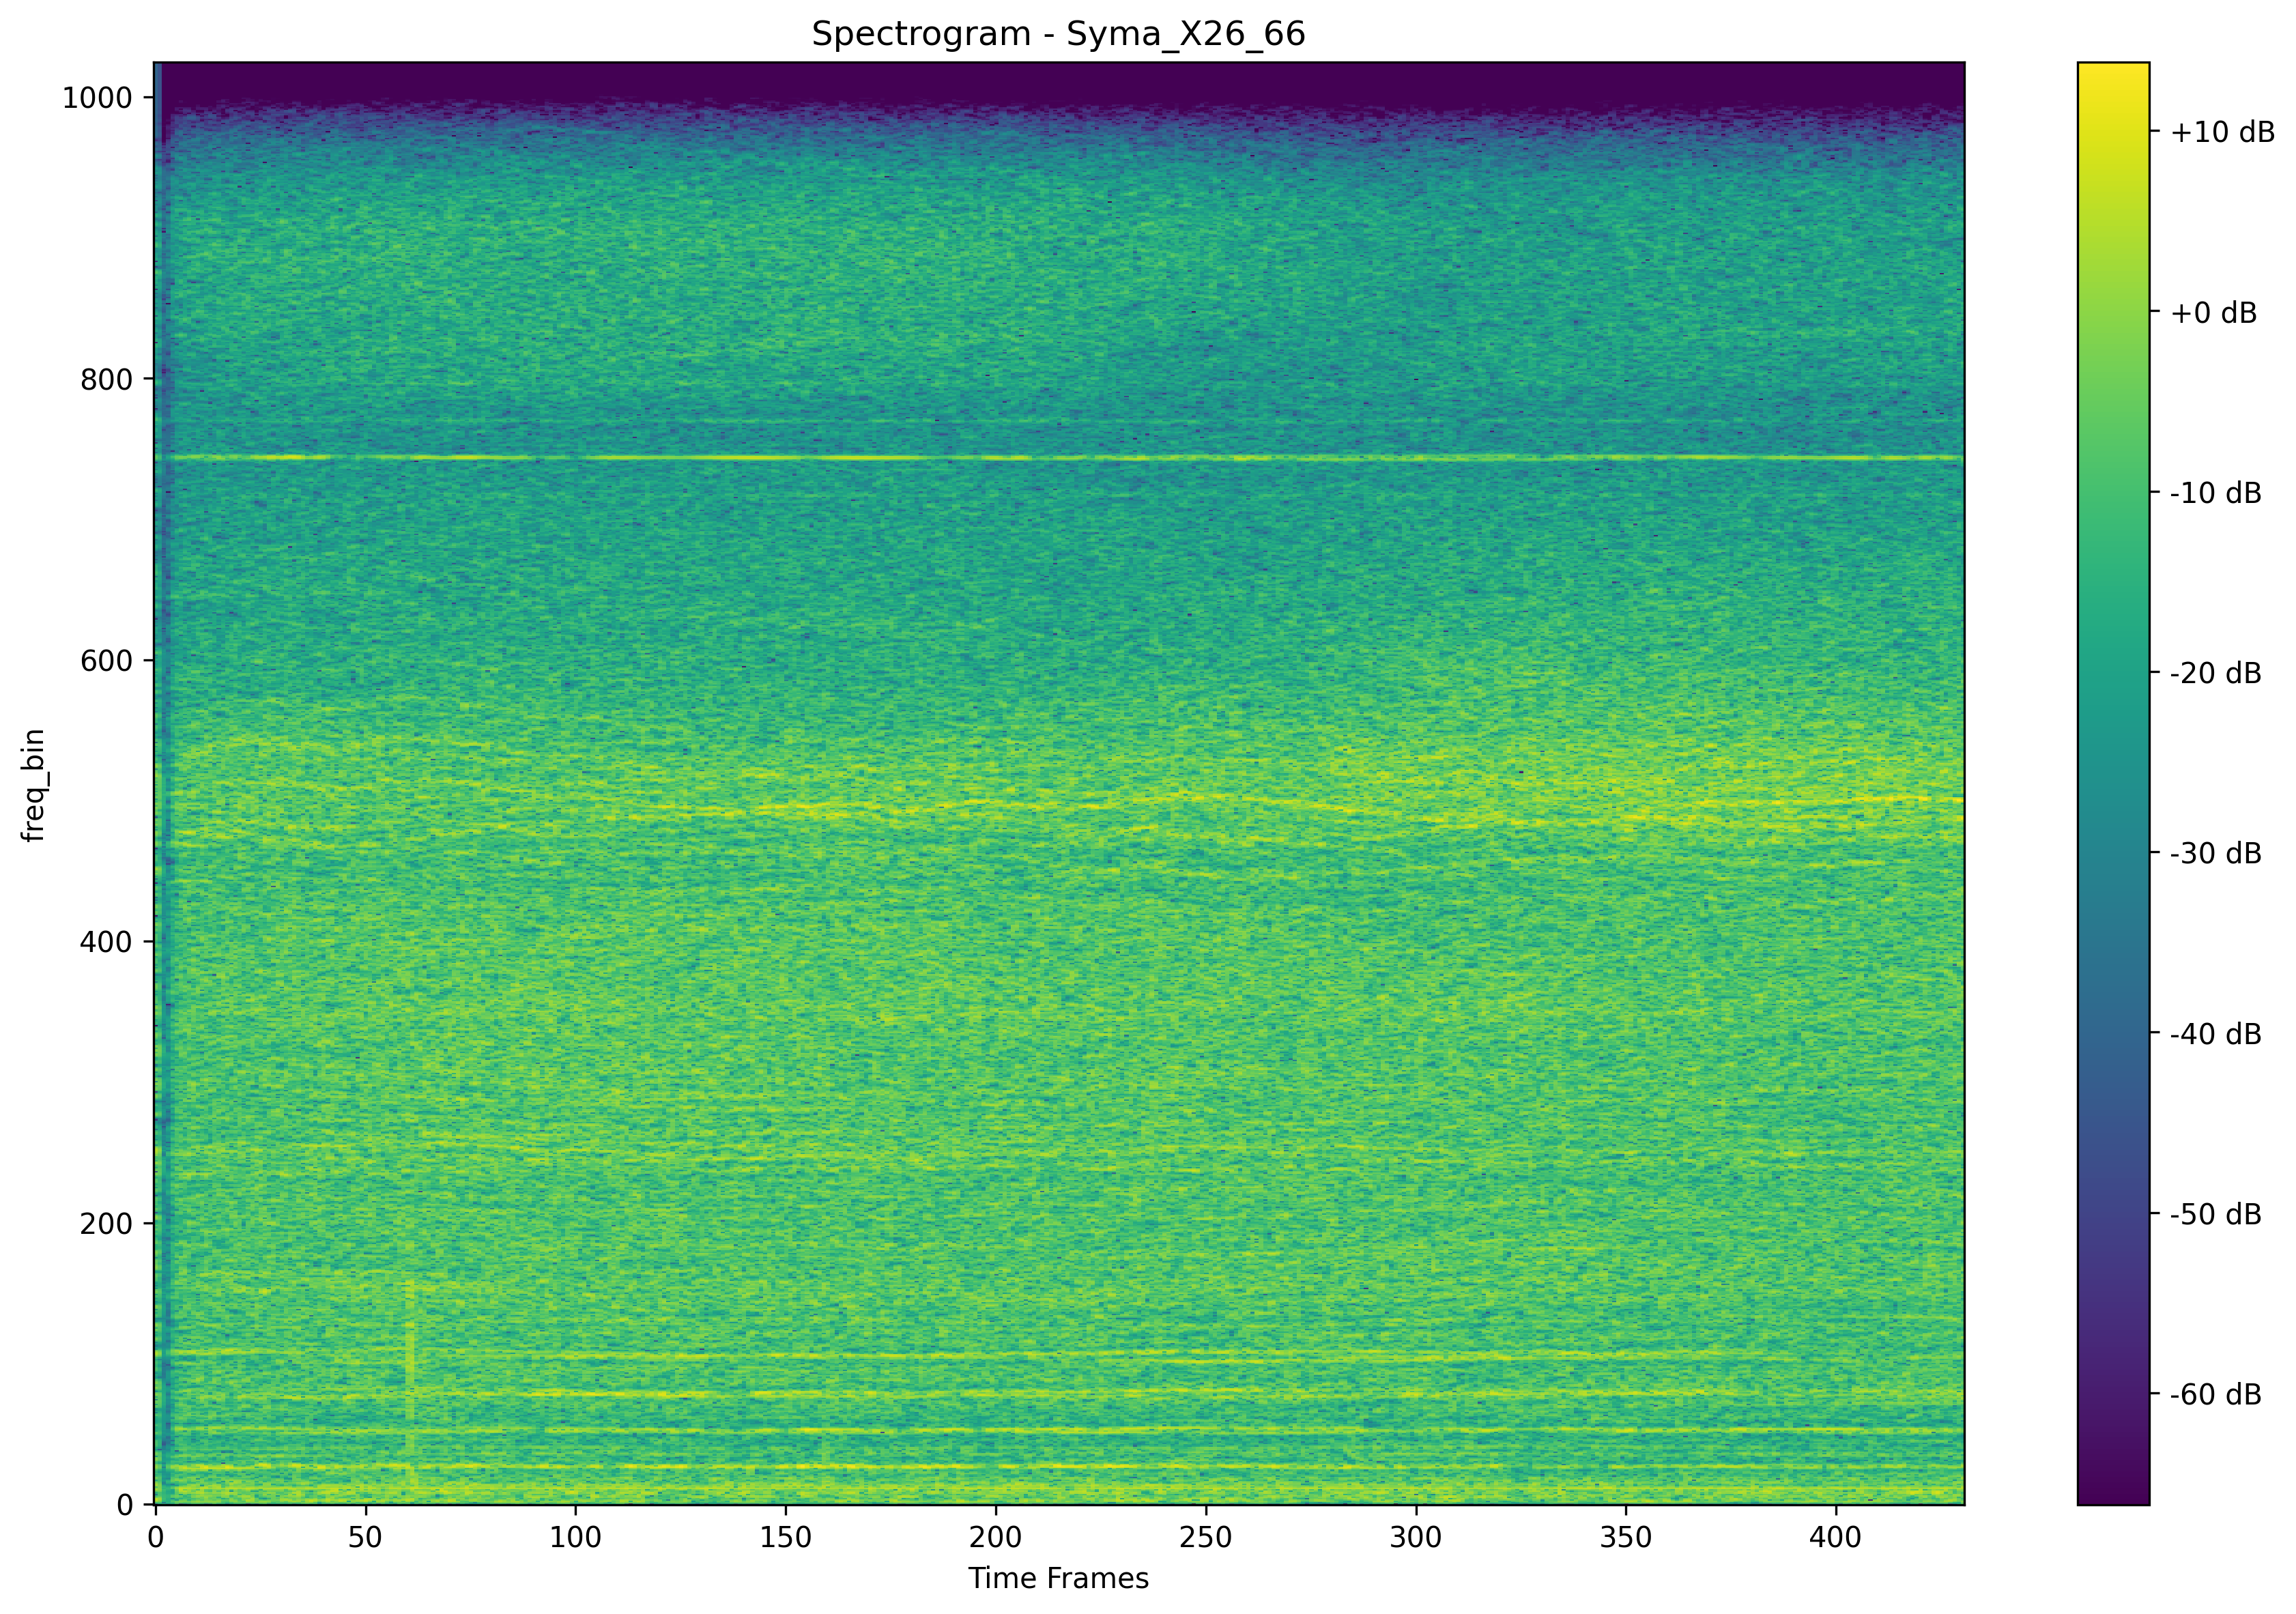 Spectrogram - Syma_X26_66
freq_bin
1000
800
600
400
200
0
0 50 100 150 200 250 300 350 400
Time Frames
+10 dB
+0 dB
-10 dB
-20 dB
-30 dB
-40 dB
-50 dB
-60 dB